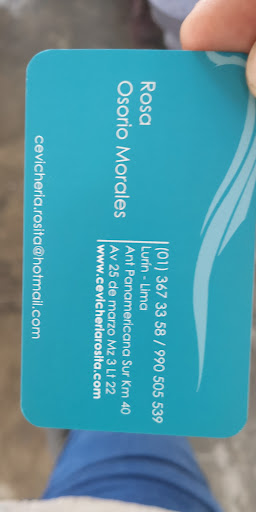 Rosa
Osorio Morales
(01) 367 33 58 / 990 505 539
Lurín - Lima
Ant Panamericana Sur Km 40
Av 25 de marzo Mz 3 Lt 22
www.cevicheriarosita.com
cevicheria.rosita@hotmail.com